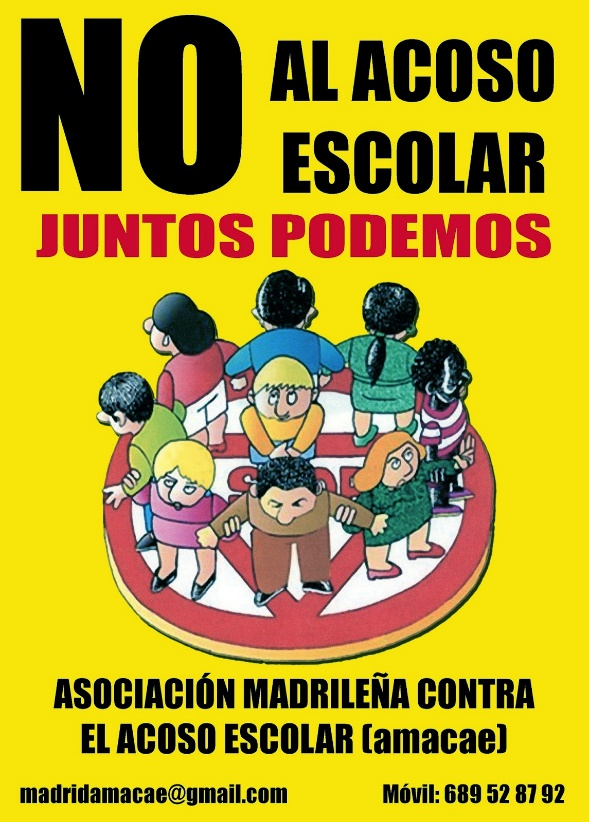 NO AL ACOSO
ESCOLAR
JUNTOS PODEMOS
STOP
ASOCIACIÓN MADRILEÑA CONTRA
EL ACOSO ESCOLAR (amacae)
madridamacae@gmail.com Móvil: 689 52 87 92